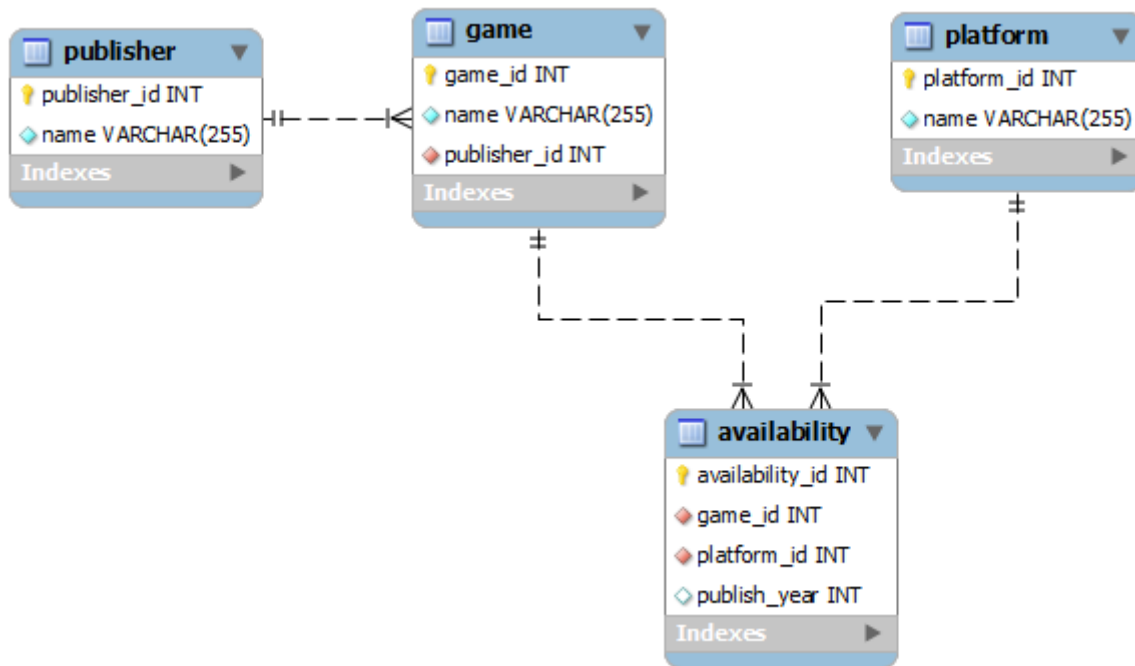 publisher
publisher_id INT
name VARCHAR(255)
Indexes
game
game_id INT
name VARCHAR(255)
publisher_id INT
Indexes
platform
platform_id INT
name VARCHAR(255)
Indexes
availability
availability_id INT
game_id INT
platform_id INT
publish_year INT
Indexes